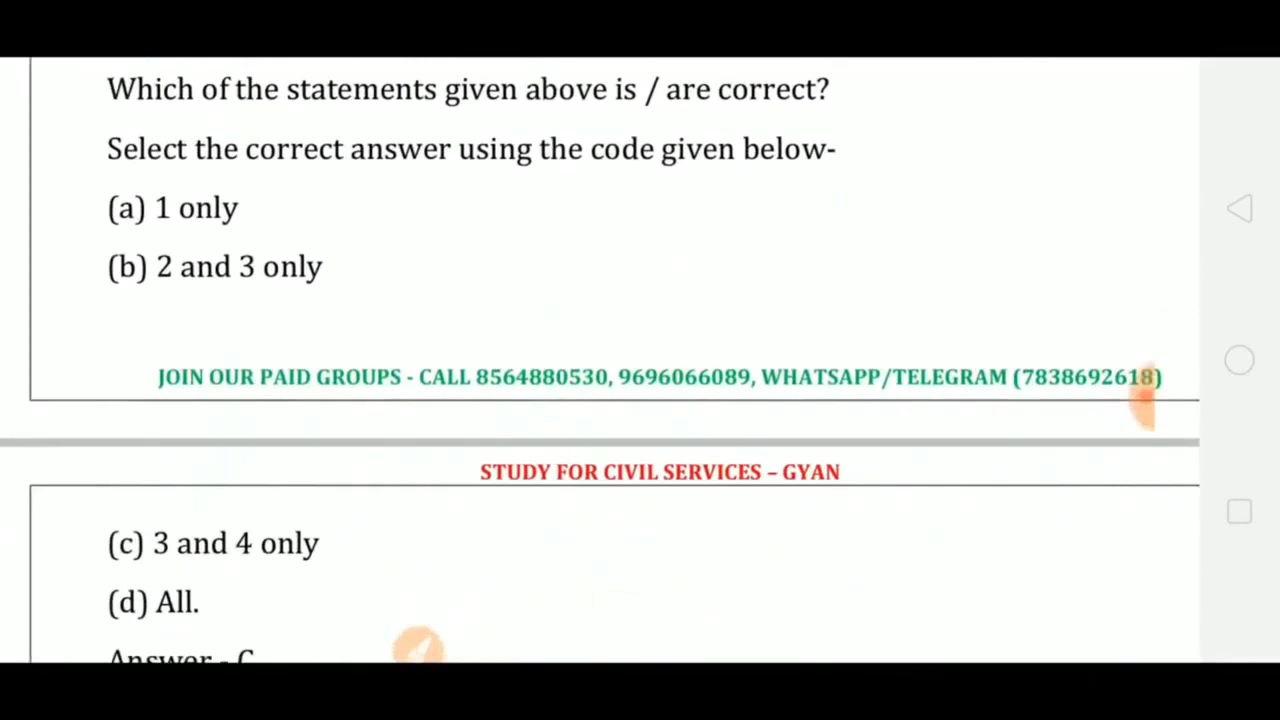 Which of the statements given above is / are correct?
Select the correct answer using the code given below-
(a) 1 only
(b) 2 and 3 only
JOIN OUR PAID GROUPS - CALL 8564880530, 9696066089, WHATSAPP/TELEGRAM (7838692618)
STUDY FOR CIVIL SERVICES – GYAN
(c) 3 and 4 only
(d) All.
Answer - C